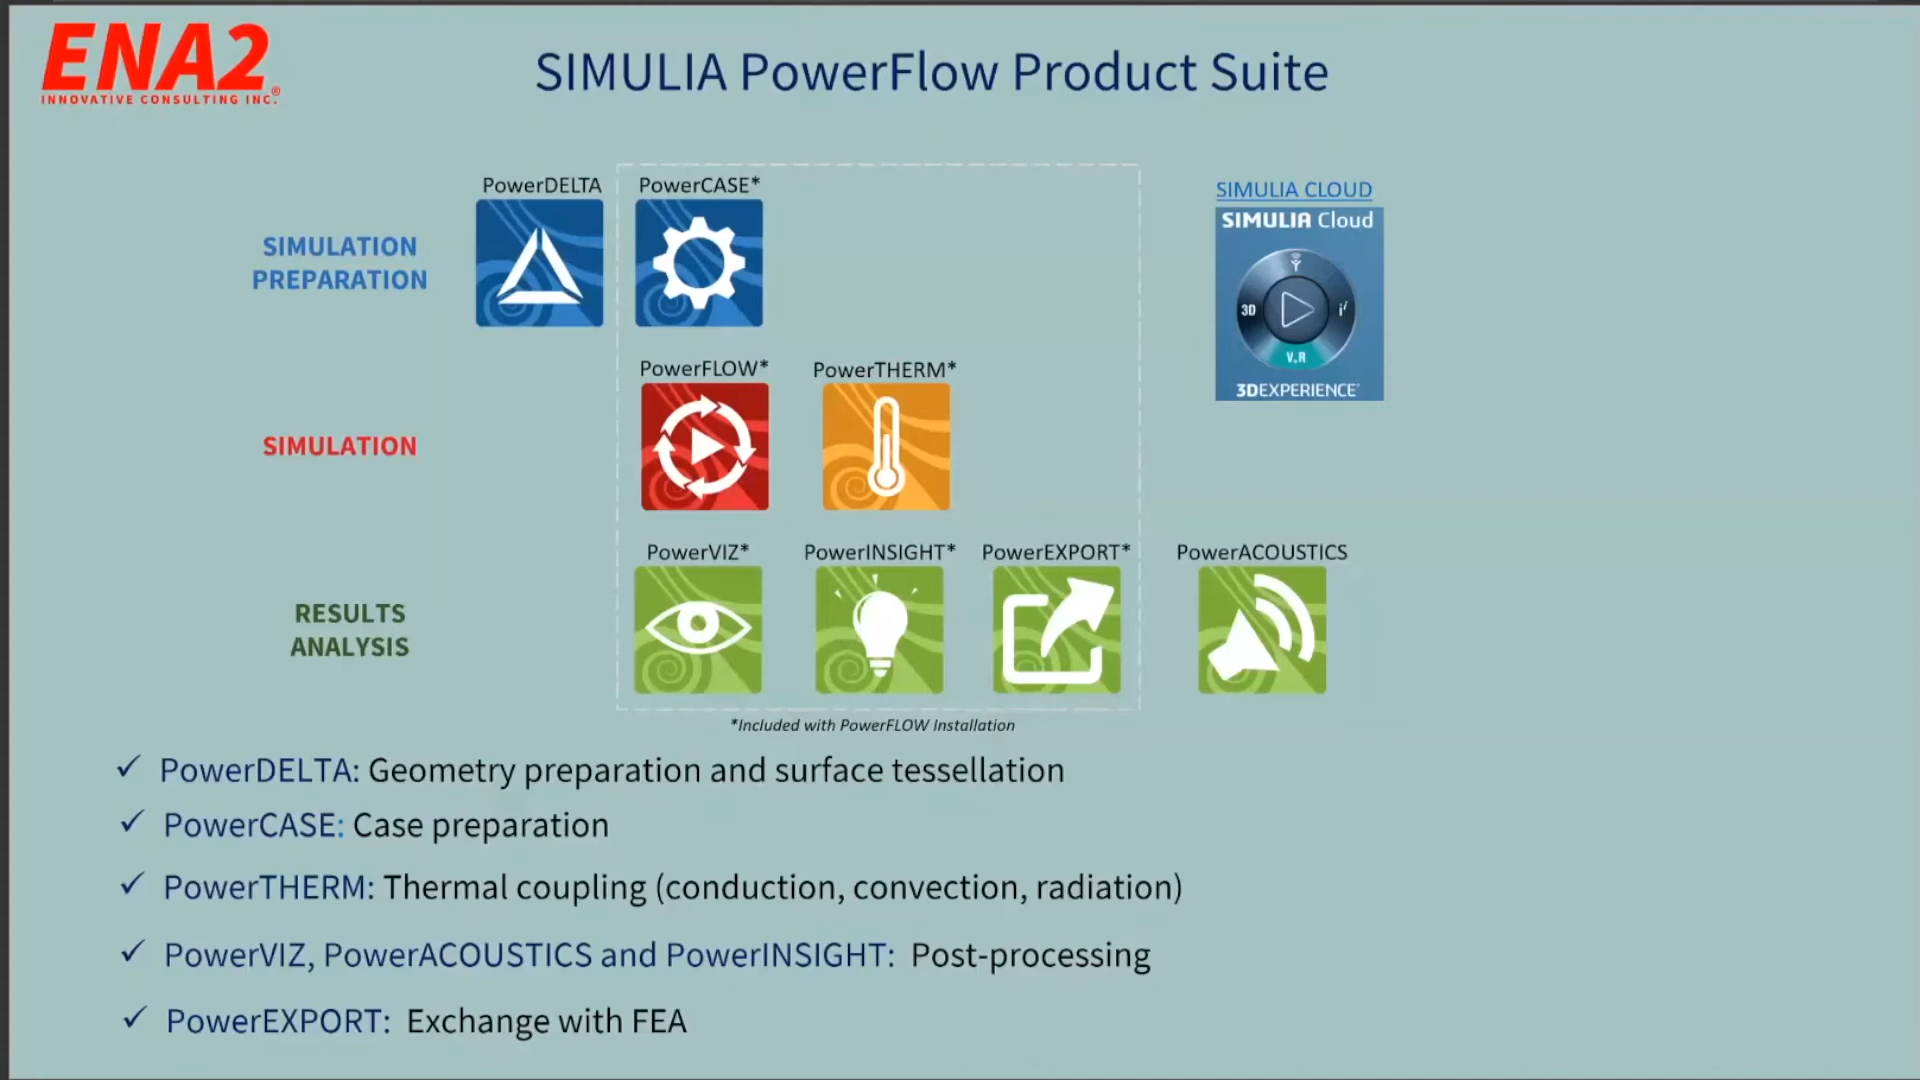 ENA2®
INNOVATIVE CONSULTING INC.
SIMULIA PowerFlow Product Suite
PowerDELTA
PowerCASE*
SIMULIA CLOUD
SIMULIA Cloud
3D
i²
V.R
3DEXPERIENCE®
SIMULATION
PREPARATION
PowerFLOW*
PowerTHERM*
SIMULATION
PowerVIZ*
PowerINSIGHT*
PowerEXPORT*
PowerACOUSTICS
RESULTS
ANALYSIS
*Included with PowerFLOW Installation
✓ PowerDELTA: Geometry preparation and surface tessellation
✓ PowerCASE: Case preparation
✓ PowerTHERM: Thermal coupling (conduction, convection, radiation)
✓ PowerVIZ, PowerACOUSTICS and PowerINSIGHT: Post-processing
✓ PowerEXPORT: Exchange with FEA